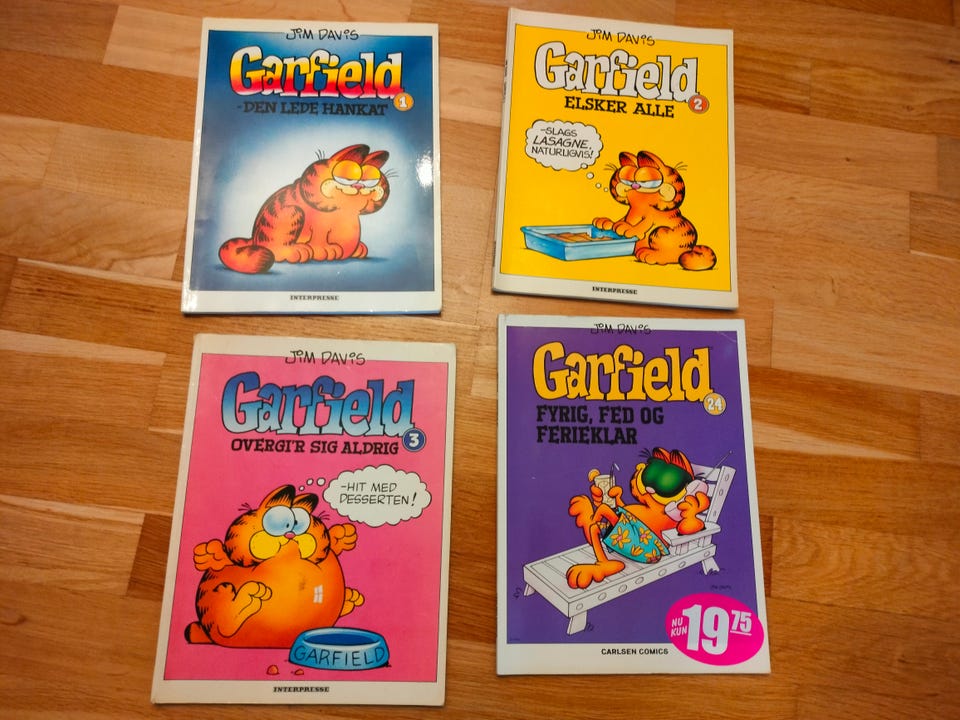 JIM DAVIS
Garfield
1
-DEN LEDE HANKAT
INTERPRESSE
JIM DAVIS
Garfield
2
ELSKER ALLE
-SLAGS
LASAGNE,
NATURLIGVIS!
INTERPRESSE
JIM DAVIS
Garfield
3
OVERGI'R SIG ALDRIG
-HIT MED
DESSERTEN!
GARFIELD
INTERPRESSE
JIM DAVIS
Garfield
24
FYRIG, FED OG
FERIEKLAR
NU
KUN
19 75
CARLSEN COMICS